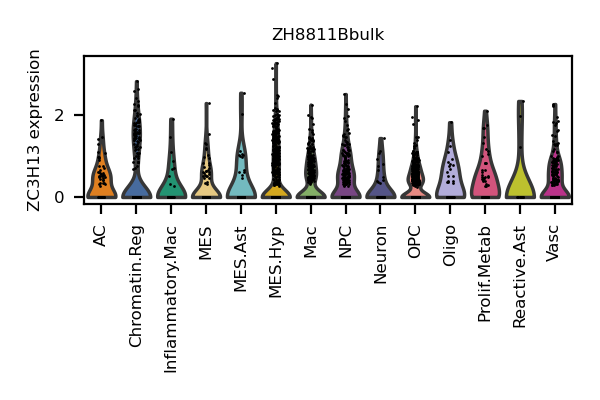 ZH8811Bbulk
ZC3H13 expression
2
0
AC
Chromatin.Reg
Inflammatory.Mac
MES
MES.Ast
MES.Hyp
Mac
NPC
Neuron
OPC
Oligo
Prolif.Metab
Reactive.Ast
Vasc